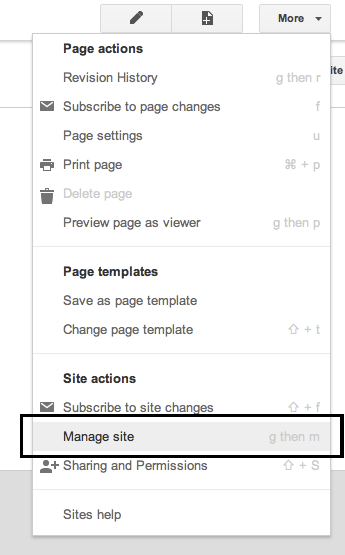 More
ite
Page actions
Revision History g then r
Subscribe to page changes f
Page settings u
Print page ⌘ + p
Delete page
Preview page as viewer g then p
Page templates
Save as page template
Change page template ⇧ + t
Site actions
Subscribe to site changes ⇧ + f
Manage site g then m
Sharing and Permissions ⇧ + S
Sites help